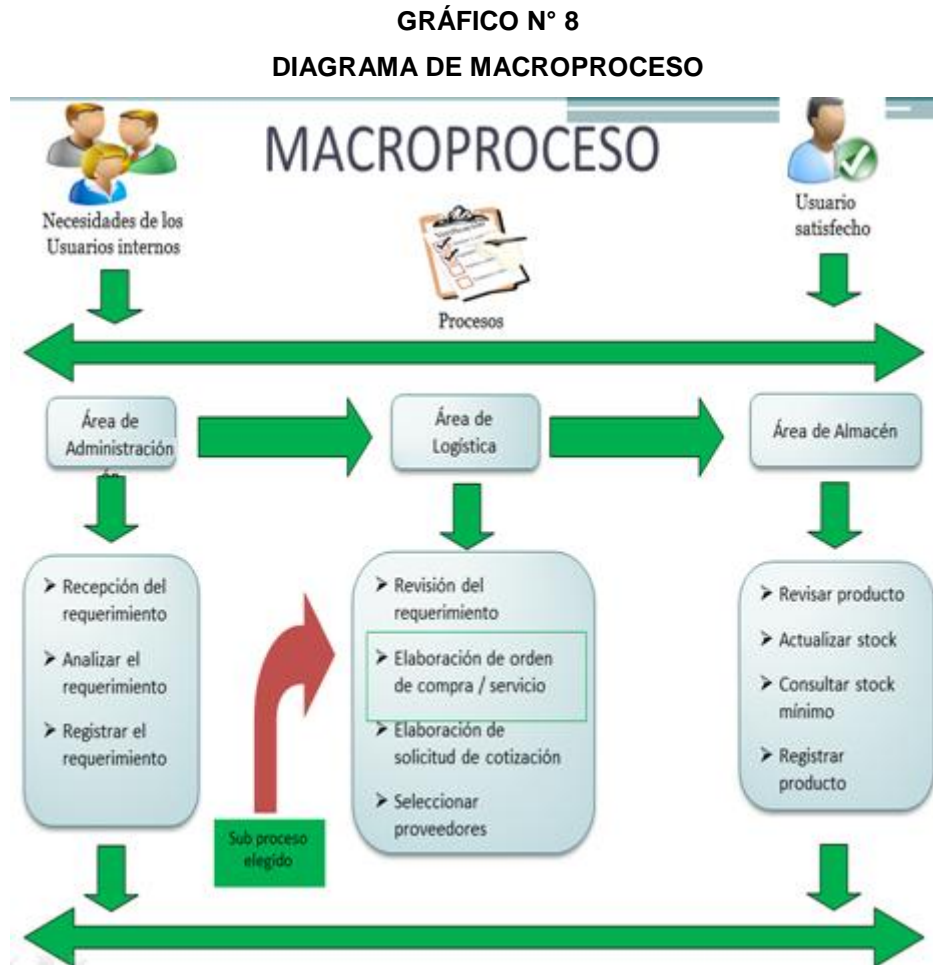 GRÁFICO N° 8
DIAGRAMA DE MACROPROCESO
MACROPROCESO
Necesidades de los
Usuarios internos
Usuario
satisfecho
Procesos
Área de
Administración
Área de
Logística
Área de Almacén
➤ Recepción del
requerimiento
➤ Analizar el
requerimiento
➤ Registrar el
requerimiento
Sub proceso
elegido
➤ Revisión del
requerimiento
➤ Elaboración de orden
de compra / servicio
➤ Elaboración de
solicitud de cotización
➤ Seleccionar
proveedores
➤ Revisar producto
➤ Actualizar stock
➤ Consultar stock
mínimo
➤ Registrar
producto